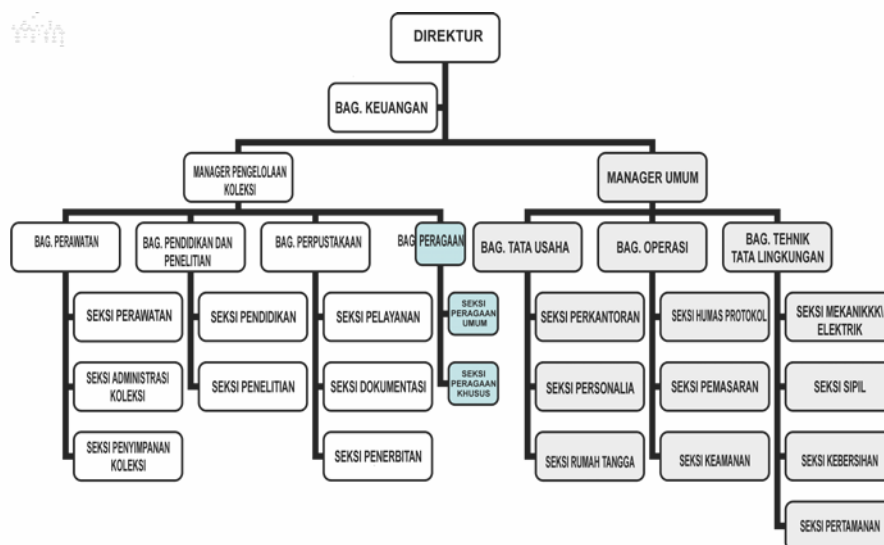 DIREKTUR
BAG. KEUANGAN
MANAGER PENGELOLAAN
KOLEKSI
MANAGER UMUM
BAG. PERAWATAN
BAG. PENDIDIKAN DAN
PENELITIAN
BAG. PERPUSTAKAAN
BAG PERAGAAN
BAG. TATA USAHA
BAG. OPERASI
BAG. TEHNIK
TATA LINGKUNGAN
SEKSI PERAWATAN
SEKSI PENDIDIKAN
SEKSI PELAYANAN
SEKSI
PERAGAAN
UMUM
SEKSI PERKANTORAN
SEKSI HUMAS PROTOKOL
SEKSI MEKANIKKK\
ELEKTRIK
SEKSI ADMINISTRASI
KOLEKSI
SEKSI PENELITIAN
SEKSI DOKUMENTASI
SEKSI
PERAGAAN
KHUSUS
SEKSI PERSONALIA
SEKSI PEMASARAN
SEKSI SIPIL
SEKSI PENYIMPANAN
KOLEKSI
SEKSI PENERBITAN
SEKSI RUMAH TANGGA
SEKSI KEAMANAN
SEKSI KEBERSIHAN
SEKSI PERTAMANAN